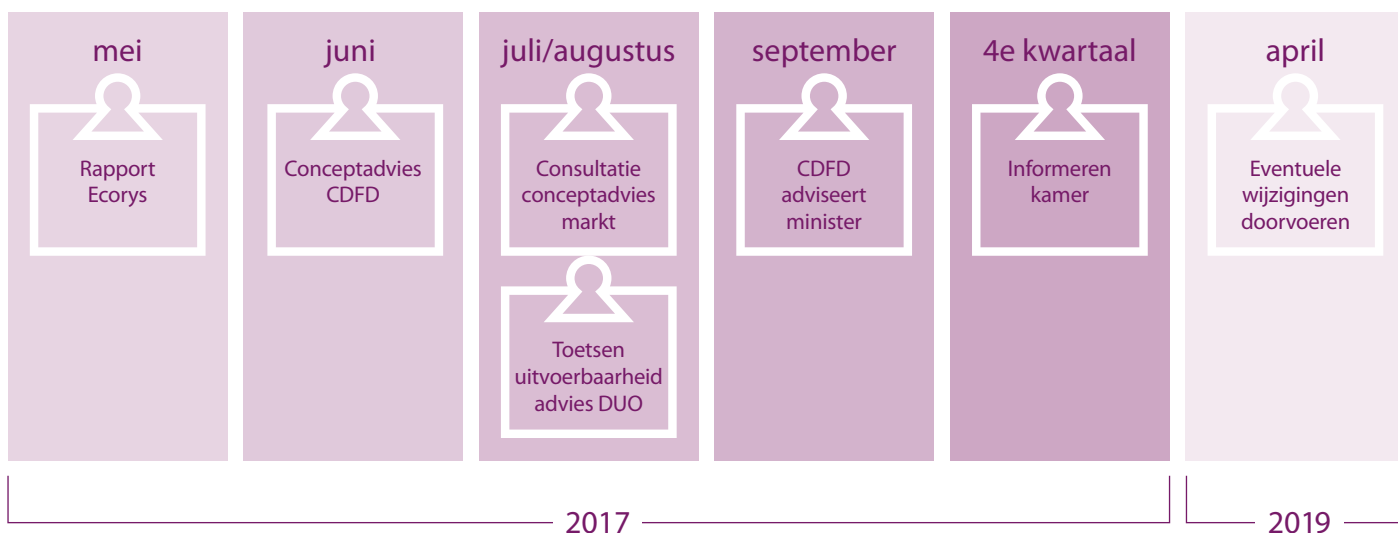 mei
Rapport
Ecorys
juni
Conceptadvies
CDFD
juli/augustus
Consultatie
conceptadvies
markt
Toetsen
uitvoerbaarheid
advies DUO
september
CDFD
adviseert
minister
4e kwartaal
Informeren
kamer
april
Eventuele
wijzigingen
doorvoeren
2017
2019